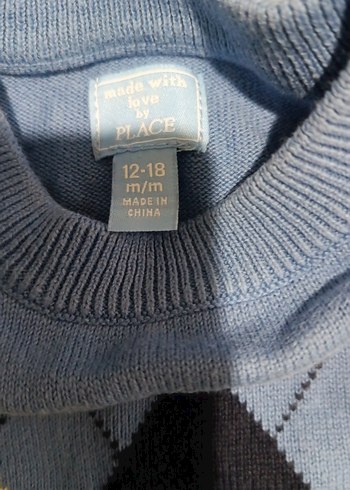 made with
love
by
PLACE
12-18
m/m
MADE IN
CHINA